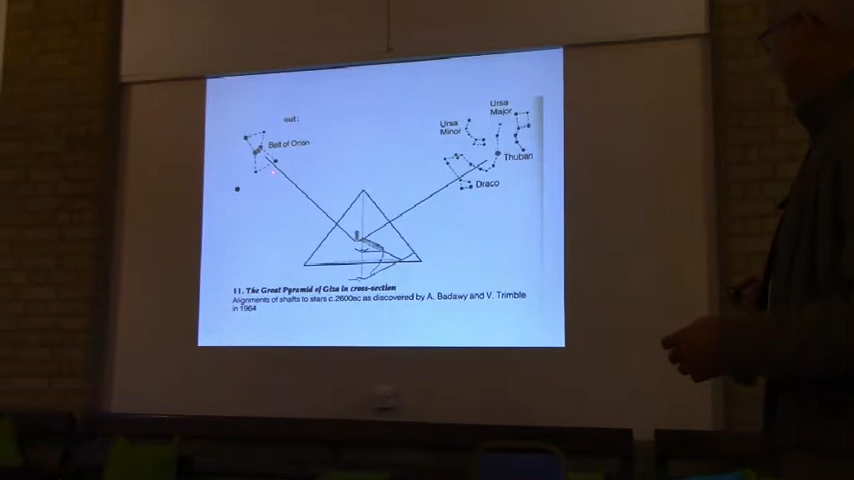 out:
Ursa
Major
Ursa
Minor
Belt of Orion
Thuban
Draco
11. The Great Pyramid of Giza in cross-section
Alignments of shafts to stars c.2600BC as discovered by A. Badawy and V. Trimble
in 1964